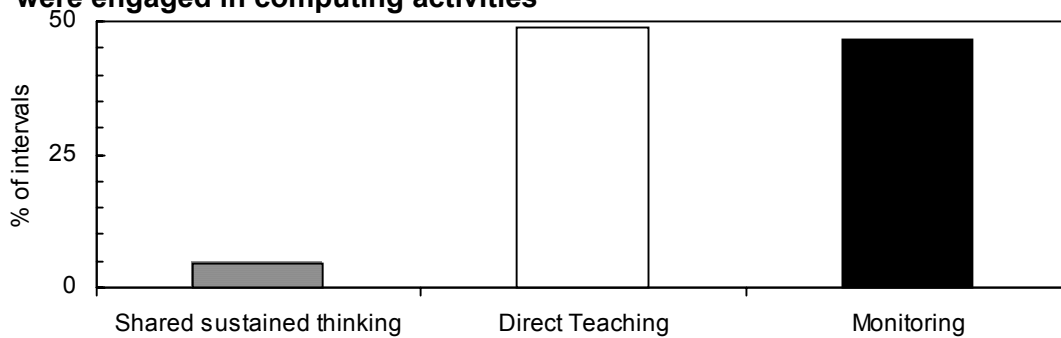 were engaged in computing activities
50
25
0
% of intervals
Shared sustained thinking
Direct Teaching
Monitoring